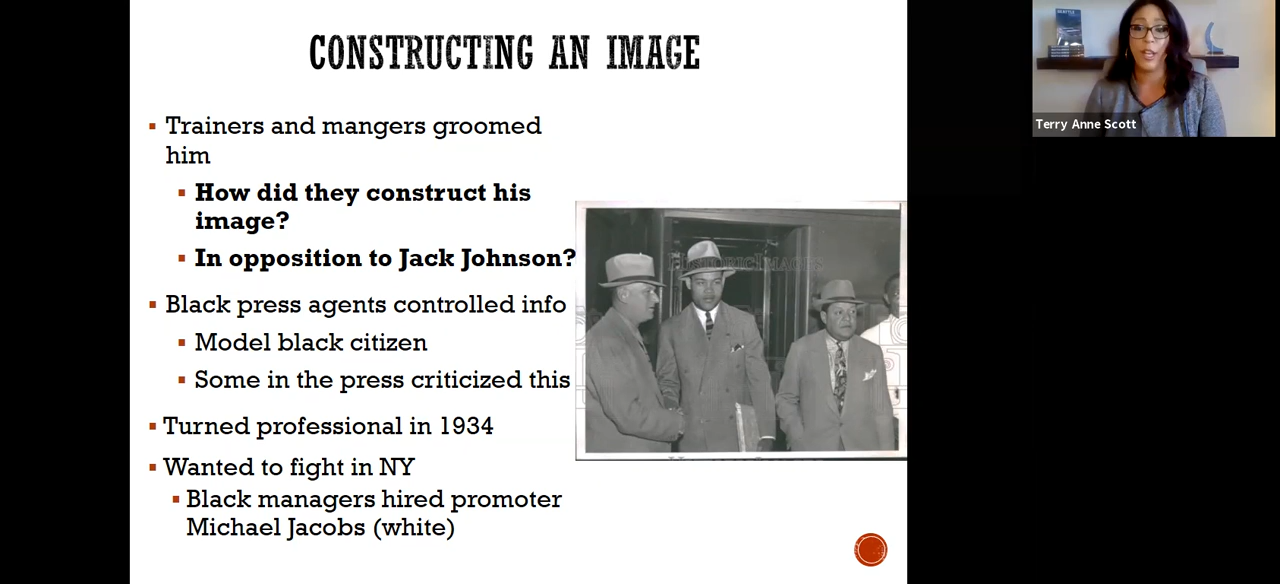 CONSTRUCTING AN IMAGE
▪ Trainers and mangers groomed
him
▪ How did they construct his
image?
▪ In opposition to Jack Johnson?
▪ Black press agents controlled info
▪ Model black citizen
▪ Some in the press criticized this
▪ Turned professional in 1934
▪ Wanted to fight in NY
▪ Black managers hired promoter
Michael Jacobs (white)
Historic Images
Terry Anne Scott